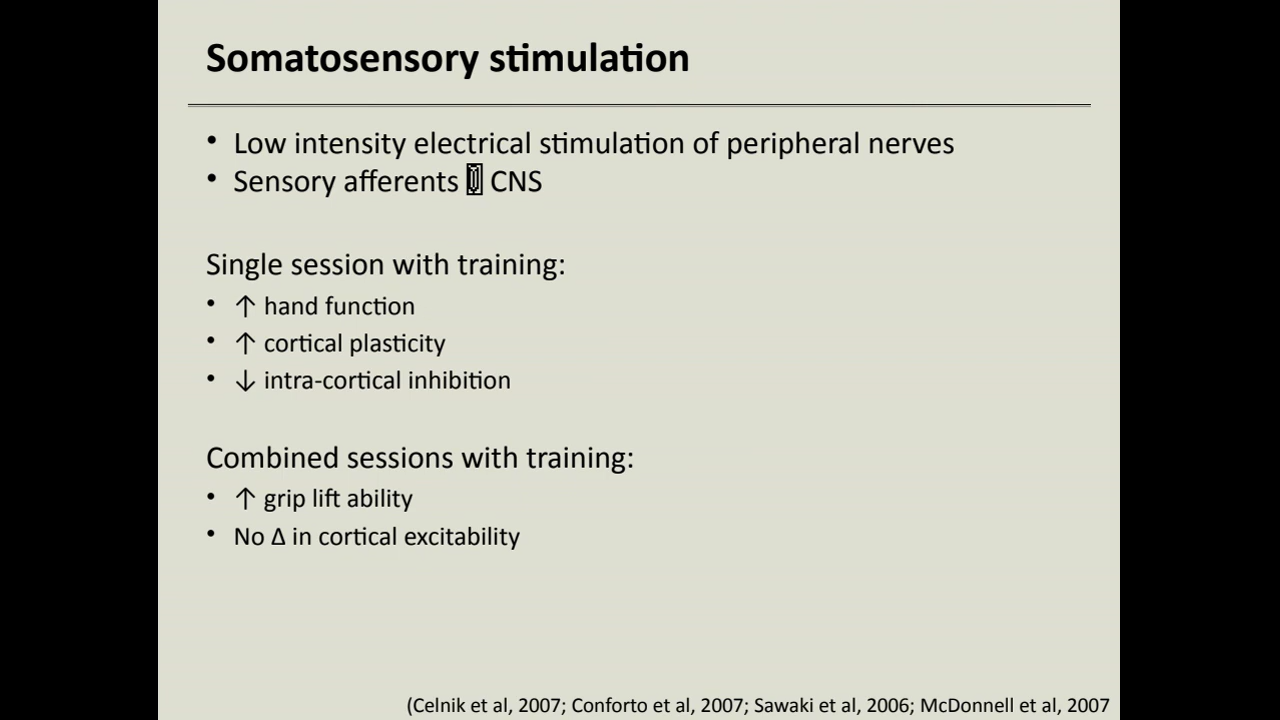 Somatosensory stimulation
• Low intensity electrical stimulation of peripheral nerves
• Sensory afferents  CNS
Single session with training:
• ↑ hand function
• ↑ cortical plasticity
• ↓ intra-cortical inhibition
Combined sessions with training:
• ↑ grip lift ability
• No Δ in cortical excitability
(Celnik et al, 2007; Conforto et al, 2007; Sawaki et al, 2006; McDonnell et al, 2007